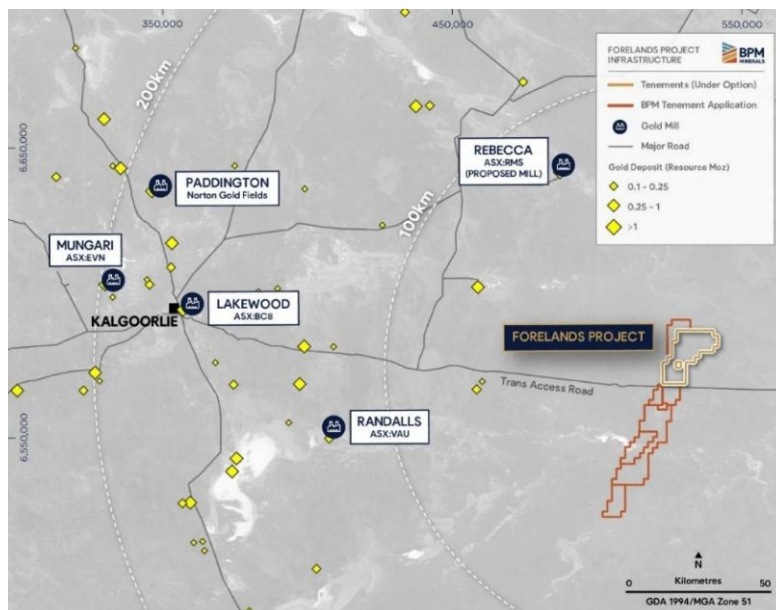 350,000
450,000
550,000
6,650,000
6,550,000
200km
100km
FORELANDS PROJECT
INFRASTRUCTURE
BPM
MINERALS
Tenements (Under Option)
BPM Tenement Application
Gold Mill
Major Road
Gold Deposit (Resource Moz)
0.1 - 0.25
0.25 - 1
>1
REBECCA
ASX:RMS
(PROPOSED MILL)
PADDINGTON
Norton Gold Fields
MUNGARI
ASX:EVN
LAKEWOOD
ASX:BC8
KALGOORLIE
FORELANDS PROJECT
Trans Access Road
RANDALLS
ASX:VAU
N
0 Kilometres 50
GDA 1994/MGA Zone 51